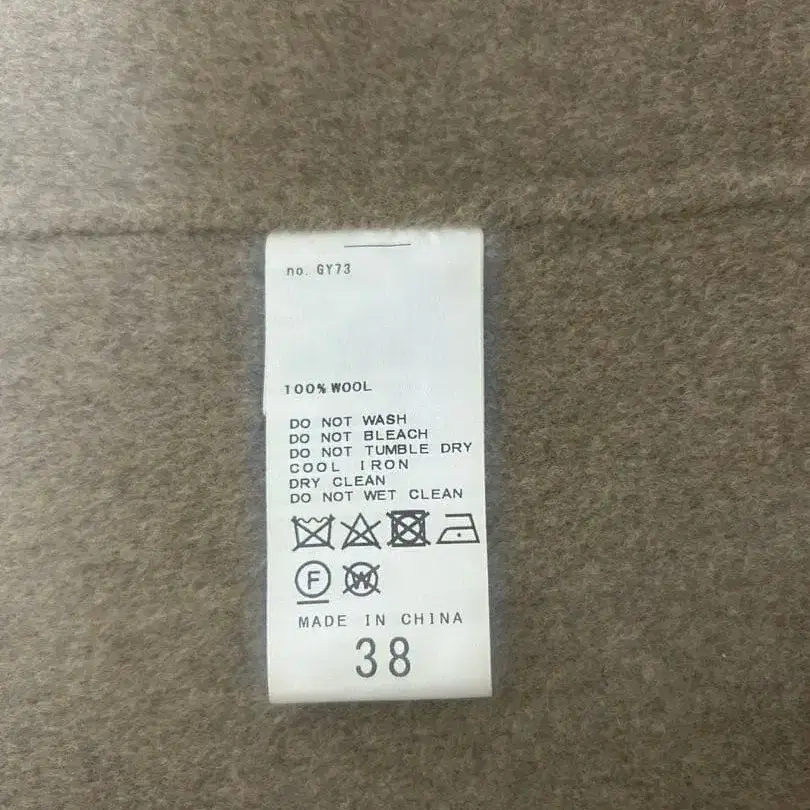 no. GY73
100% WOOL
DO NOT WASH
DO NOT BLEACH
DO NOT TUMBLE DRY
COOL IRON
DRY CLEAN
DO NOT WET CLEAN
F W
MADE IN CHINA
38